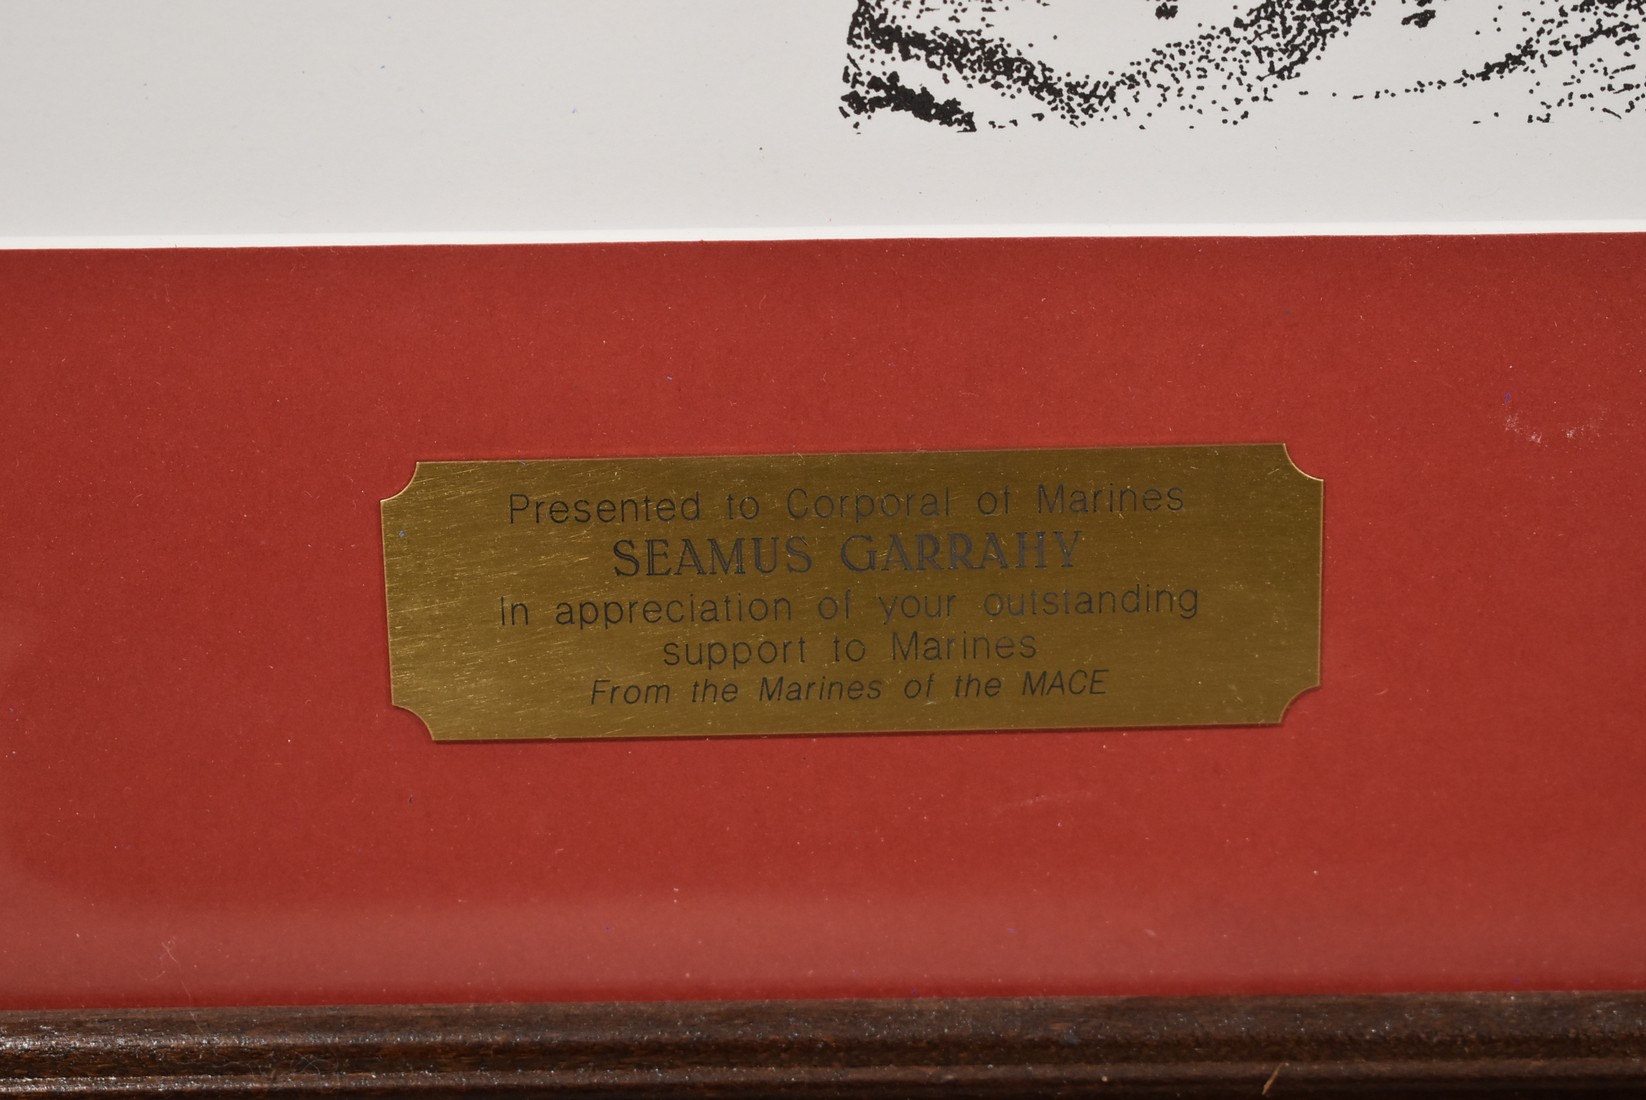 Presented to Corporal of Marines
SEAMUS GARRAHY
In appreciation of your outstanding
support to Marines
From the Marines of the MACE